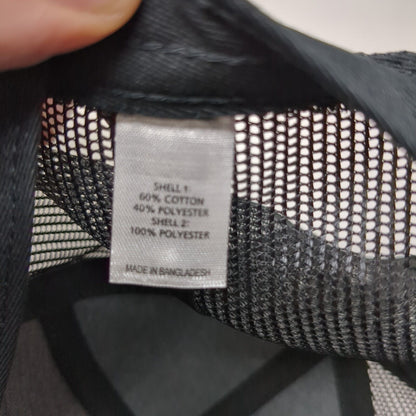 SHELL 1:
60% COTTON
40% POLYESTER
SHELL 2:
100% POLYESTER
MADE IN BANGLADESH